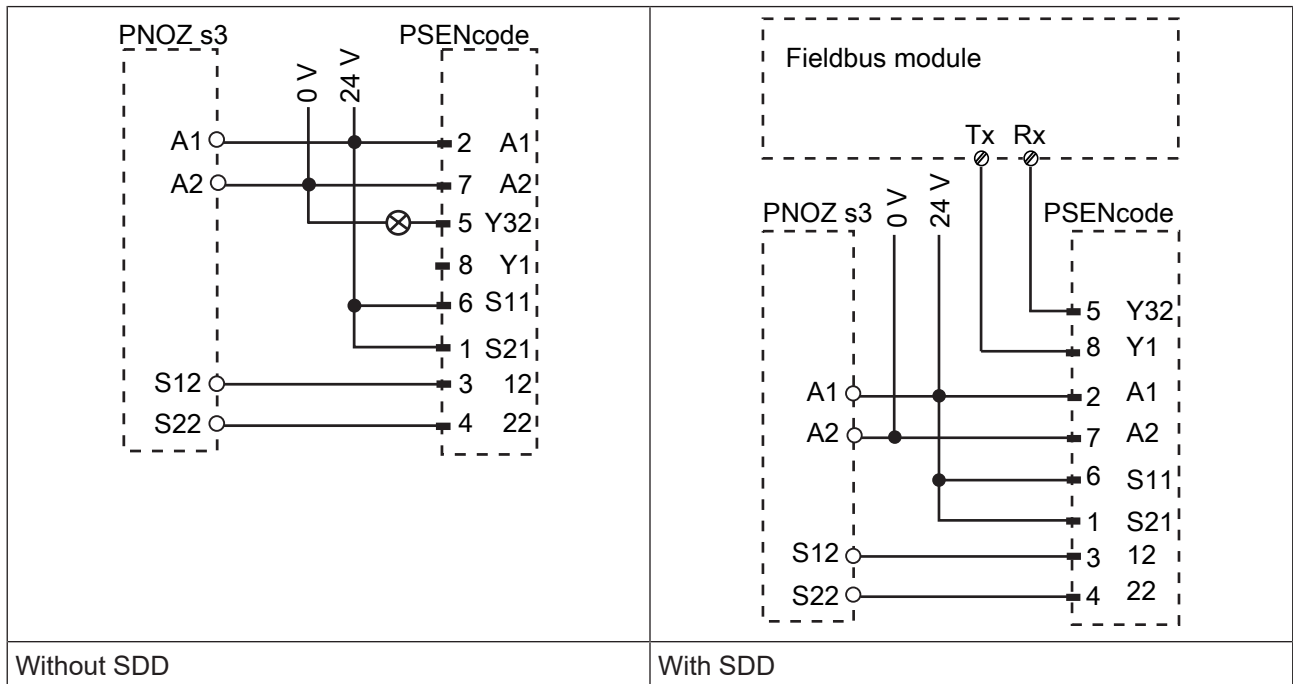 PNOZ s3 PSENcode
0 V 24 V
A1 2 A1
A2 7 A2
5 Y32
8 Y1
6 S11
1 S21
S12 3 12
S22 4 22
Without SDD
Fieldbus module
Tx Rx
PNOZ s3 0 V 24 V PSENcode
5 Y32
8 Y1
A1 2 A1
A2 7 A2
6 S11
1 S21
S12 3 12
S22 4 22
With SDD